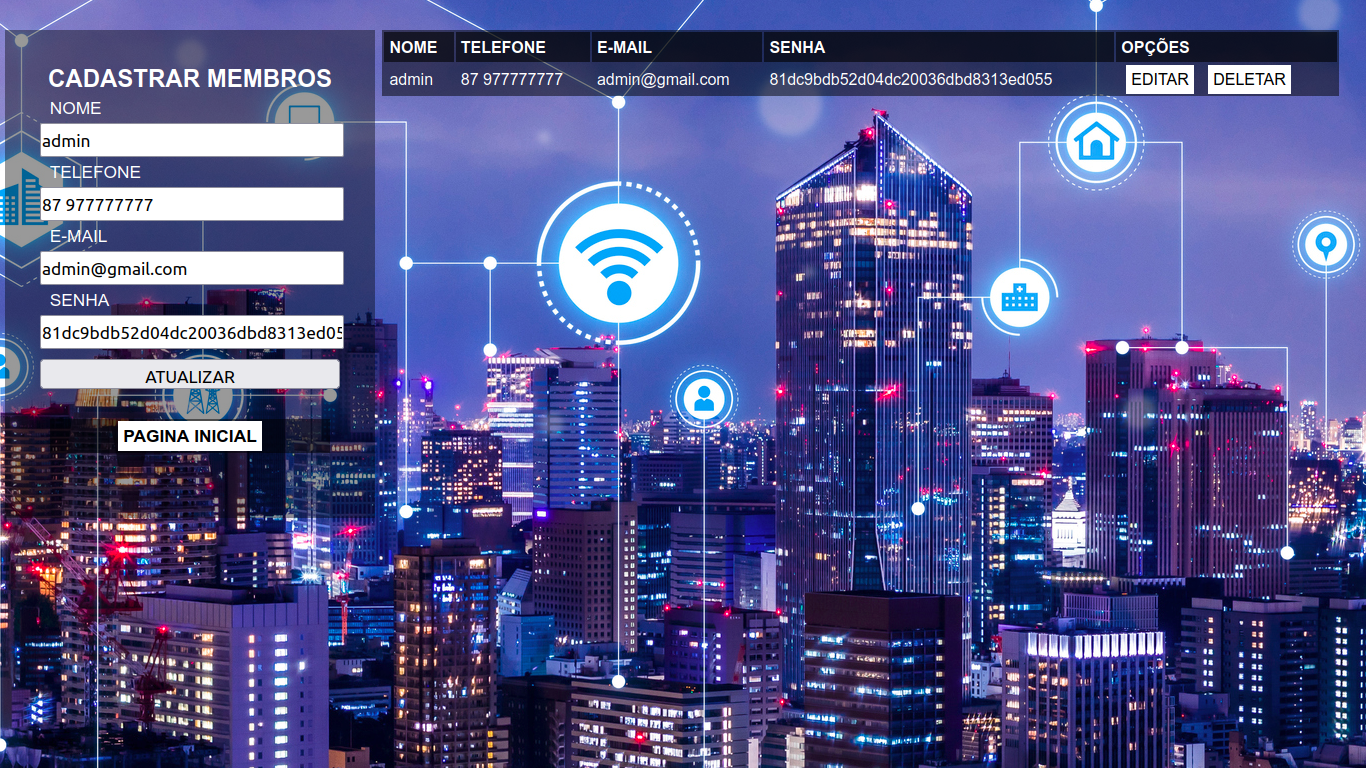 CADASTRAR MEMBROS
NOME
admin
TELEFONE
87 977777777
E-MAIL
admin@gmail.com
SENHA
81dc9bdb52d04dc20036dbd8313ed05
ATUALIZAR
PAGINA INICIAL
NOME TELEFONE E-MAIL SENHA OPÇÕES
admin 87 977777777 admin@gmail.com 81dc9bdb52d04dc20036dbd8313ed055 EDITAR DELETAR